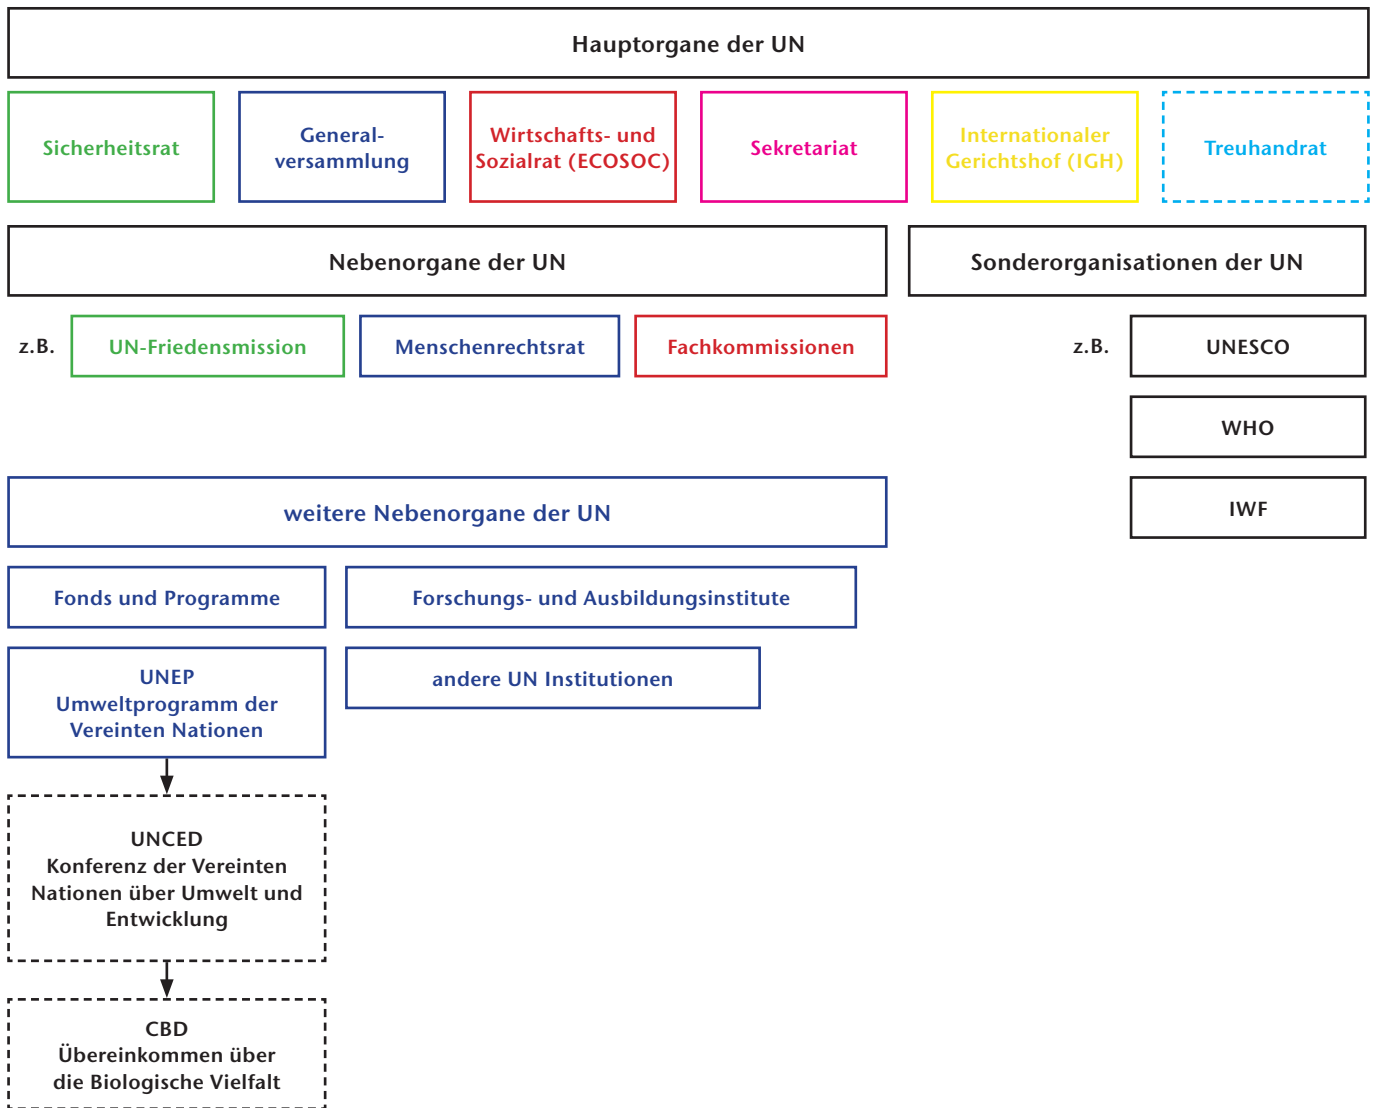 Hauptorgane der UN
Sicherheitsrat
General-
versammlung
Wirtschafts- und
Sozialrat (ECOSOC)
Sekretariat
Internationaler
Gerichtshof (IGH)
Treuhandrat
Nebenorgane der UN
Sonderorganisationen der UN
z.B.
UN-Friedensmission
Menschenrechtsrat
Fachkommissionen
z.B.
UNESCO
WHO
IWF
weitere Nebenorgane der UN
Fonds und Programme
Forschungs- und Ausbildungsinstitute
UNEP
Umweltprogramm der
Vereinten Nationen
andere UN Institutionen
UNCED
Konferenz der Vereinten
Nationen über Umwelt und
Entwicklung
CBD
Übereinkommen über
die Biologische Vielfalt